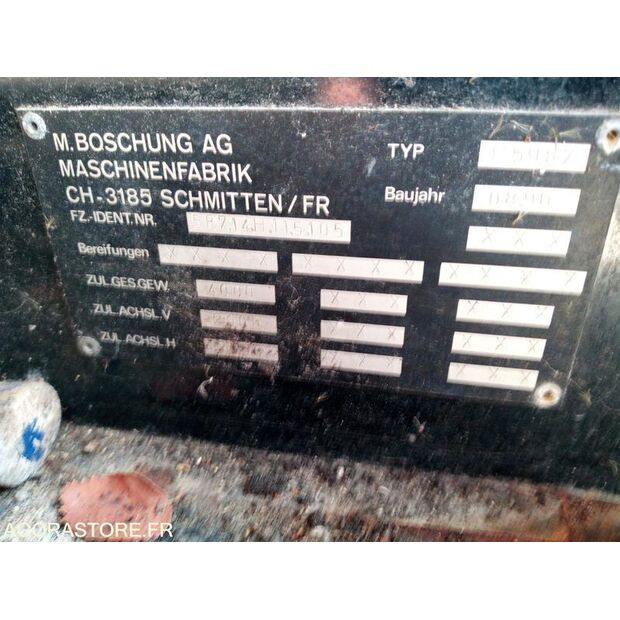 M. BOSCHUNG AG
MASCHINENFABRIK
CH-3185 SCHMITTEN/FR
TYP
Baujahr
FZ.-IDENT. NR.
X X X
Bereifungen X X X X X X X X X X X X
ZUL. GES. GEW. 4000 X X X X X X
ZUL. ACHSL. V X X X X X X
ZUL. ACHSL. H X X X X X X
AGORASTORE.FR